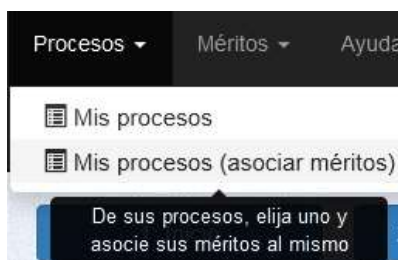 Procesos Méritos Ayuda
Mis procesos
Mis procesos (asociar méritos)
De sus procesos, elija uno y
asocie sus méritos al mismo